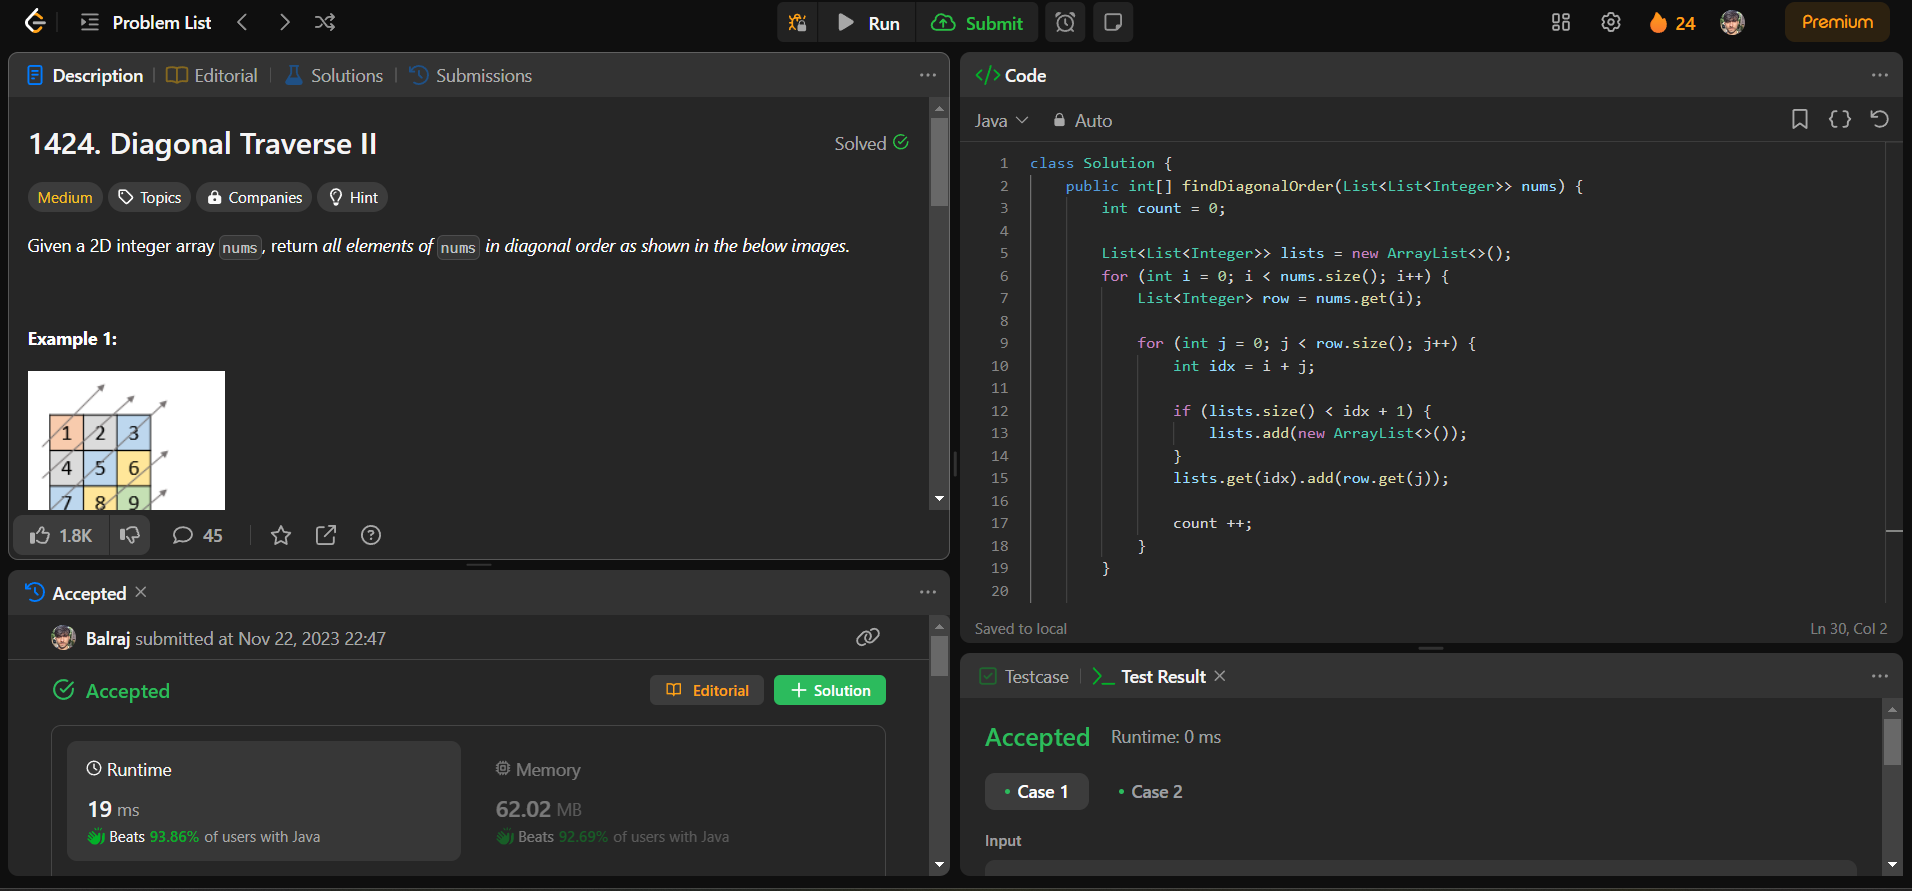 Problem List
Run
Submit
24
Premium
Description
Editorial
Solutions
Submissions
1424. Diagonal Traverse II
Solved
Medium
Topics
Companies
Hint
Given a 2D integer array nums, return all elements of nums in diagonal order as shown in the below images.
Example 1:
1 2 3
4 5 6
7 8 9
1.8K
45
Accepted
Balraj submitted at Nov 22, 2023 22:47
Accepted
Editorial
+ Solution
Runtime
19 ms
Beats 93.86% of users with Java
Memory
62.02 MB
Beats 92.69% of users with Java
</> Code
Java
Auto
1 class Solution {
2 public int[] findDiagonalOrder(List<List<Integer>> nums) {
3 int count = 0;
4
5 List<List<Integer>> lists = new ArrayList<>();
6 for (int i = 0; i < nums.size(); i++) {
7 List<Integer> row = nums.get(i);
8
9 for (int j = 0; j < row.size(); j++) {
10 int idx = i + j;
11
12 if (lists.size() < idx + 1) {
13 lists.add(new ArrayList<>());
14 }
15 lists.get(idx).add(row.get(j));
16
17 count ++;
18 }
19 }
20
Saved to local
Ln 30, Col 2
Testcase
Test Result
Accepted
Runtime: 0 ms
• Case 1
• Case 2
Input